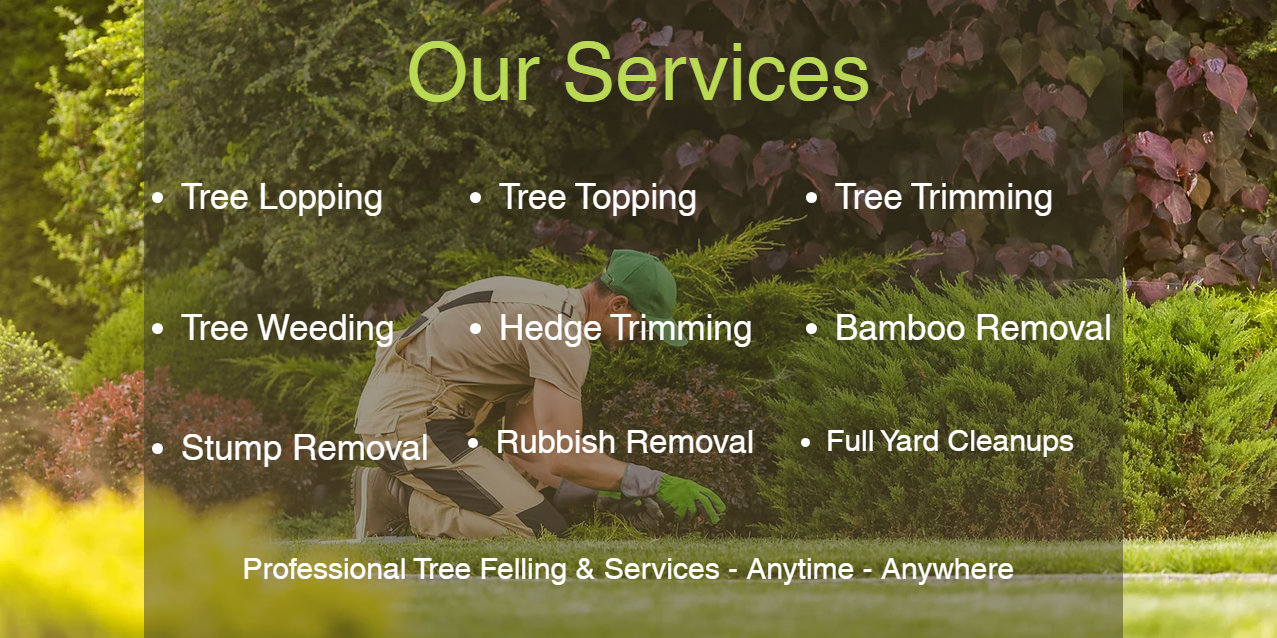 Our Services
• Tree Lopping
• Tree Topping
• Tree Trimming
• Tree Weeding
• Hedge Trimming
• Bamboo Removal
• Stump Removal
• Rubbish Removal
• Full Yard Cleanups
Professional Tree Felling & Services - Anytime - Anywhere